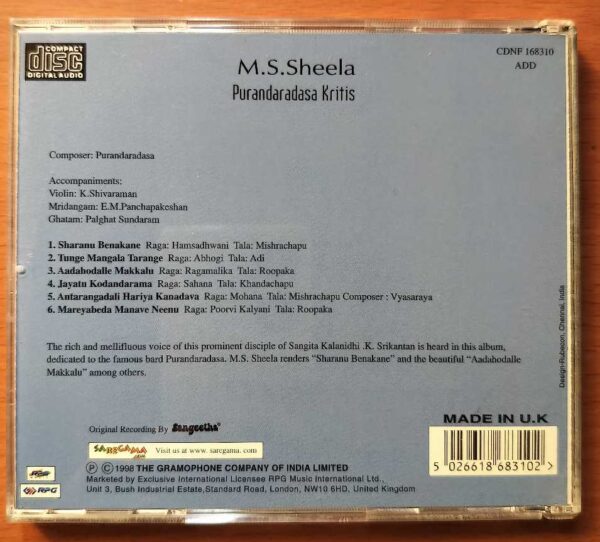 COMPACT
disc
DIGITAL AUDIO
CDNF 168310
ADD
M.S.Sheela
Purandaradasa Kritis
Composer: Purandaradasa
Accompaniments:
Violin: K.Shivaraman
Mridangam: E.M.Panchapakeshan
Ghatam: Palghat Sundaram
1. Sharanu Benakane Raga: Hamsadhwani Tala: Mishrachapu
2. Tunge Mangala Tarange Raga: Abhogi Tala: Adi
3. Aadahodalle Makkalu Raga: Ragamalika Tala: Roopaka
4. Jayatu Kodandarama Raga: Sahana Tala: Khandachapu
5. Antarangadali Hariya Kanadava Raga: Mohana Tala: Mishrachapu Composer : Vyasaraya
6. Mareyabeda Manave Neenu Raga: Poorvi Kalyani Tala: Roopaka
The rich and mellifluous voice of this prominent disciple of Sangita Kalanidhi .K. Srikantan is heard in this album,
dedicated to the famous bard Purandaradasa. M.S. Sheela renders "Sharanu Benakane" and the beautiful "Aadahodalle
Makkalu" among others.
Design-Rubecon, Chennai, India
Original Recording By Sangeetha
SAREGAMA.com Visit us at www. saregama.com
MADE IN U.K
5 026618 683102 >
RPG
P C 1998 THE GRAMOPHONE COMPANY OF INDIA LIMITED
Marketed by Exclusive International Licensee RPG Music International Ltd.,
Unit 3, Bush Industrial Estate,Standard Road, London, NW10 6HD, United Kingdom